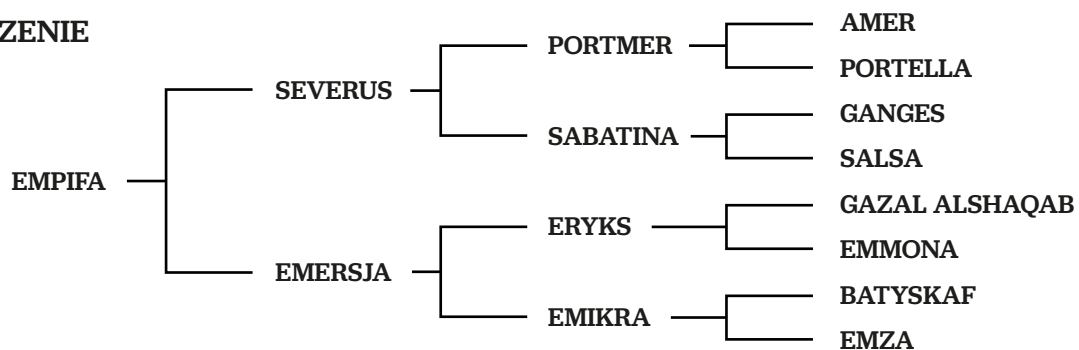 ZENIE
EMPIFA
SEVERUS
EMERSJA
PORTMER
SABATINA
ERYKS
EMIKRA
AMER
PORTELLA
GANGES
SALSA
GAZAL ALSHAQAB
EMMONA
BATYSKAF
EMZA